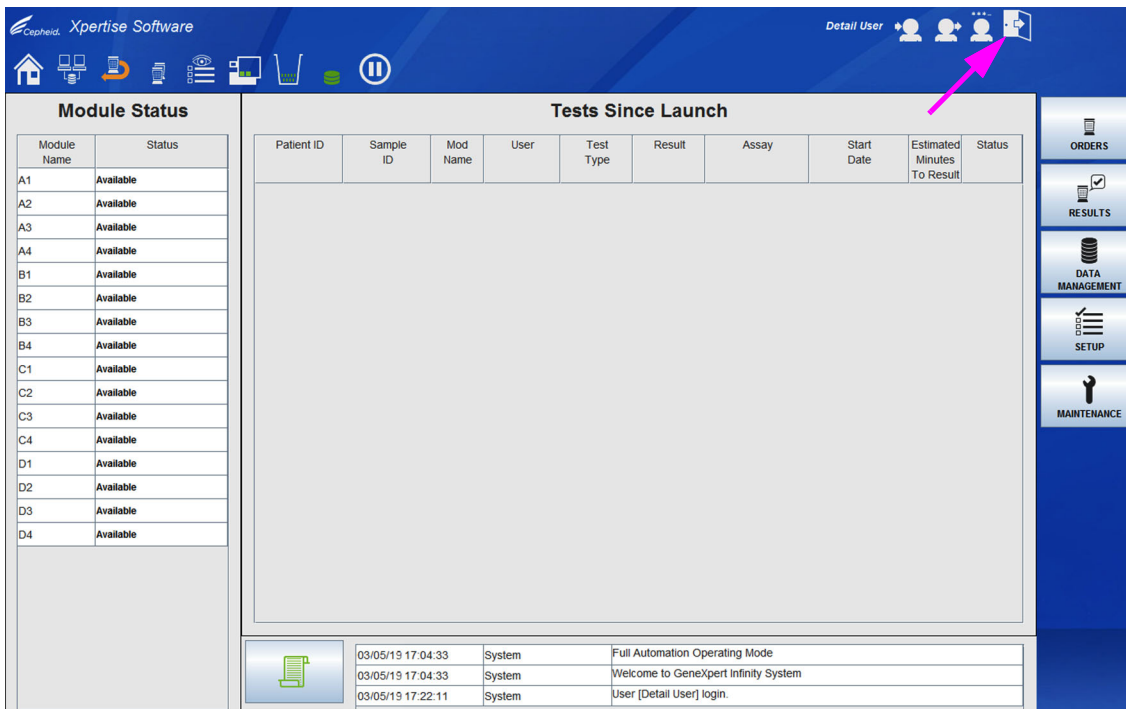 Cepheid. Xpertise Software
Detail User
Module Status
Module Name
Status
A1 Available
A2 Available
A3 Available
A4 Available
B1 Available
B2 Available
B3 Available
B4 Available
C1 Available
C2 Available
C3 Available
C4 Available
D1 Available
D2 Available
D3 Available
D4 Available
Tests Since Launch
Patient ID
Sample ID
Mod Name
User
Test Type
Result
Assay
Start Date
Estimated Minutes To Result
Status
03/05/19 17:04:33 System Full Automation Operating Mode
03/05/19 17:04:33 System Welcome to GeneXpert Infinity System
03/05/19 17:22:11 System User [Detail User] login.
ORDERS
RESULTS
DATA
MANAGEMENT
SETUP
MAINTENANCE